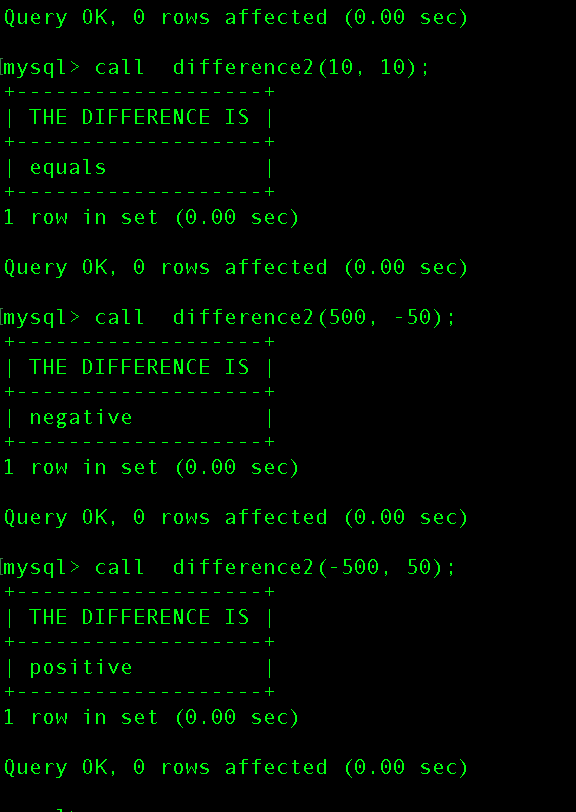 Query OK, 0 rows affected (0.00 sec)
[mysql> call  difference2(10, 10);
+-------------------+
| THE DIFFERENCE IS |
+-------------------+
| equals            |
+-------------------+
1 row in set (0.00 sec)
Query OK, 0 rows affected (0.00 sec)
[mysql> call  difference2(500, -50);
+-------------------+
| THE DIFFERENCE IS |
+-------------------+
| negative          |
+-------------------+
1 row in set (0.00 sec)
Query OK, 0 rows affected (0.00 sec)
[mysql> call  difference2(-500, 50);
+-------------------+
| THE DIFFERENCE IS |
+-------------------+
| positive          |
+-------------------+
1 row in set (0.00 sec)
Query OK, 0 rows affected (0.00 sec)